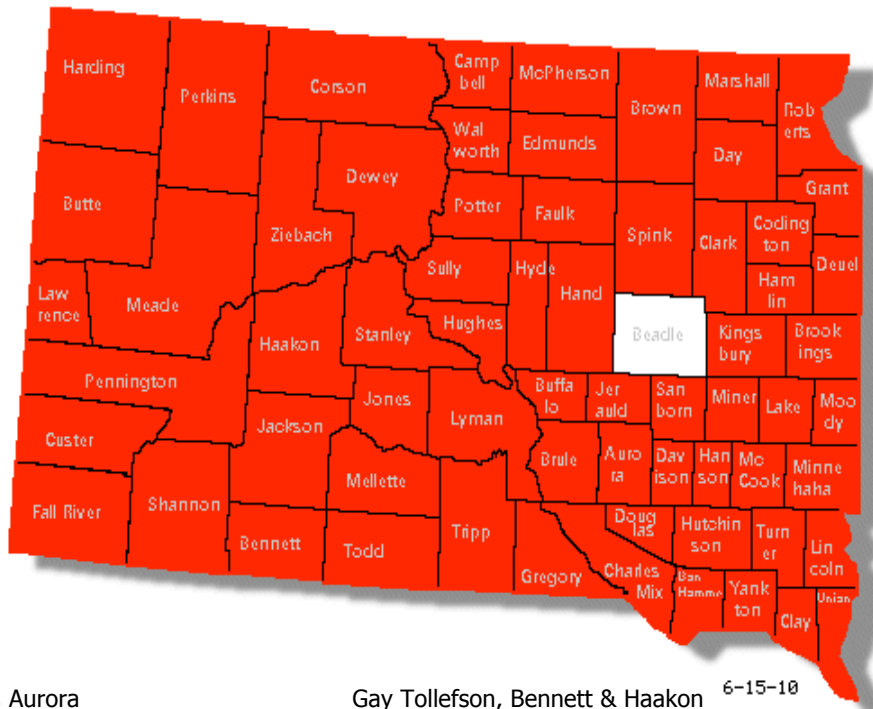 Harding
Perkins
Corson
Camp
bell
McPherson
Brown
Marshall
Rob
erts
Wal
worth
Edmunds
Day
Dewey
Butte
Ziebach
Potter
Faulk
Spink
Clark
Coding
ton
Grant
Law
rence
Meade
Sully
Hyde
Hand
Ham
lin
Deuel
Haakon
Stanley
Hughes
Beadle
Kings
bury
Brook
ings
Pennington
Jackson
Jones
Lyman
Buffa
lo
Jer
auld
San
born
Miner
Lake
Moo
dy
Custer
Brule
Auro
ra
Dav
ison
Han
son
Mc
Cook
Minne
haha
Fall River
Shannon
Mellette
Bennett
Todd
Tripp
Gregory
Charles
Mix
Doug
las
Hutchin
son
Turn
er
Lin
coln
Bon
Homme
Yank
ton
Clay
Union
6-15-10
Aurora
Gay Tollefson, Bennett & Haakon